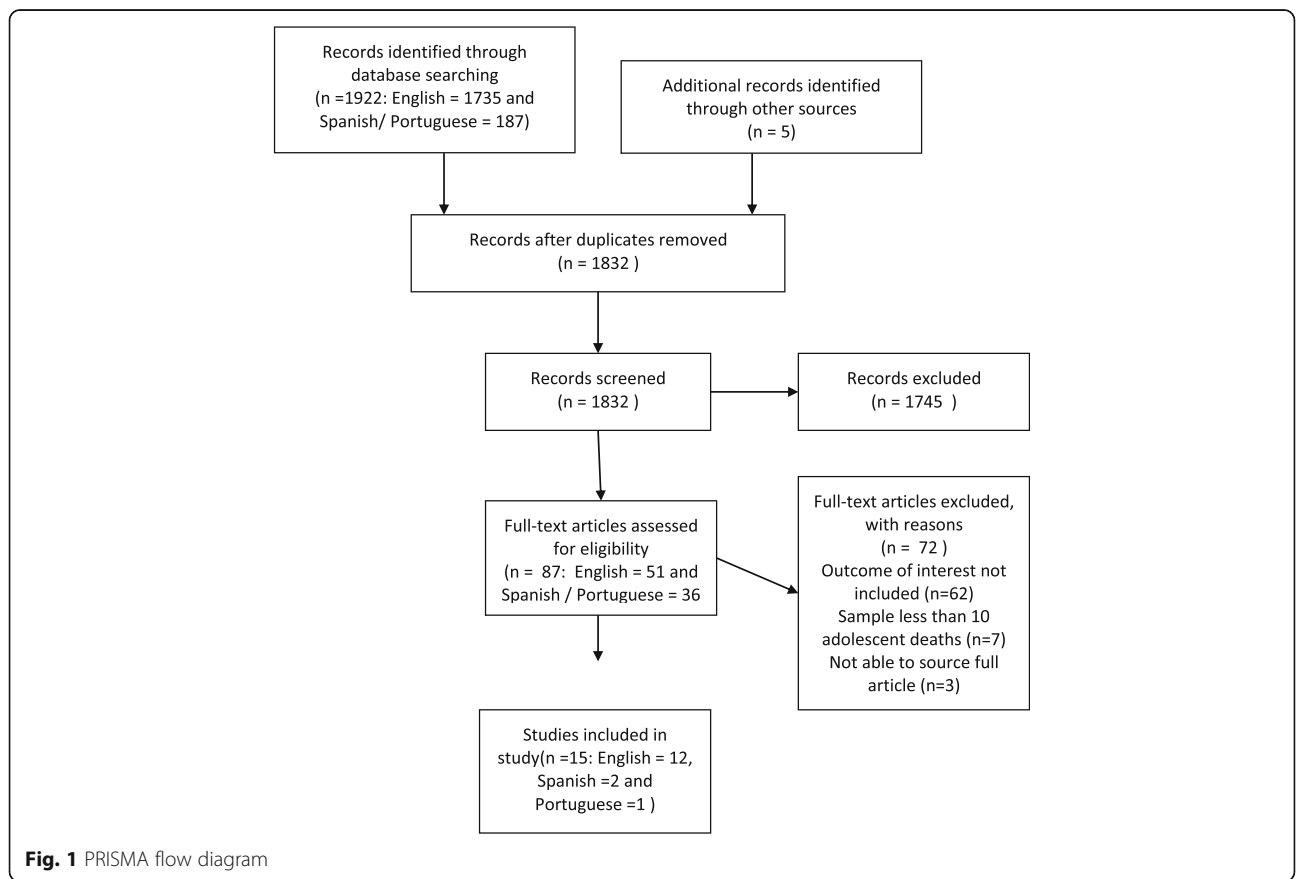 Records identified through
database searching
(n =1922: English = 1735 and
Spanish/ Portuguese = 187)
Additional records identified
through other sources
(n = 5)
Records after duplicates removed
(n = 1832 )
Records screened
(n = 1832 )
Records excluded
(n = 1745 )
Full-text articles assessed
for eligibility
(n = 87: English = 51 and
Spanish / Portuguese = 36
Full-text articles excluded,
with reasons
(n = 72 )
Outcome of interest not
included (n=62)
Sample less than 10
adolescent deaths (n=7)
Not able to source full
article (n=3)
Studies included in
study(n =15: English = 12,
Spanish =2 and
Portuguese =1 )
Fig. 1 PRISMA flow diagram